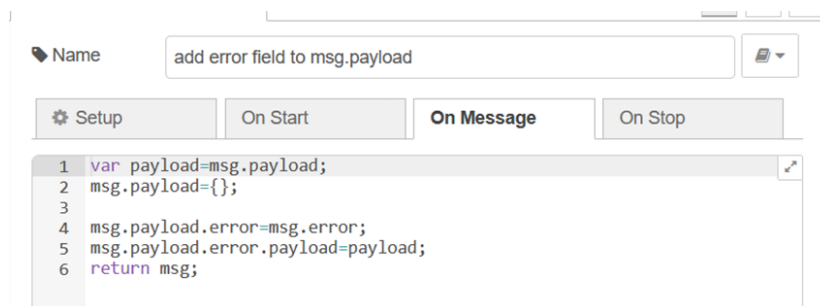 Name add error field to msg.payload
Setup On Start On Message On Stop
1 var payload=msg.payload;
2 msg.payload={};
3
4 msg.payload.error=msg.error;
5 msg.payload.error.payload=payload;
6 return msg;